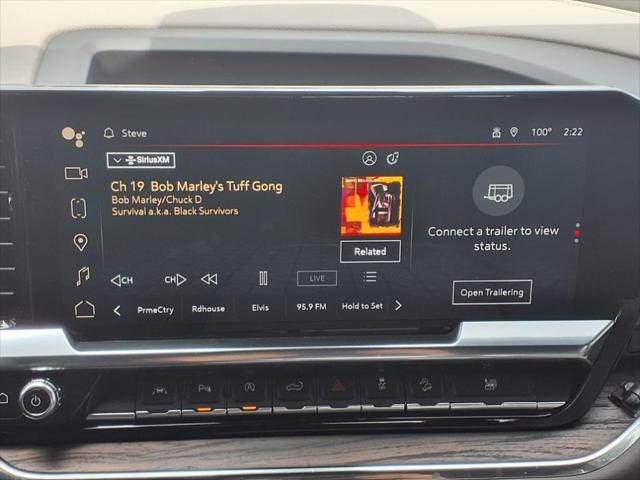 Steve
100° 2:22
SiriusXM
Ch 19 Bob Marley's Tuff Gong
Bob Marley/Chuck D
Survival a.k.a. Black Survivors
Related
Connect a trailer to view
status.
Open Trailering
CH CH LIVE
PrmeCtry Rdhouse Elvis 95.9 FM Hold to Set